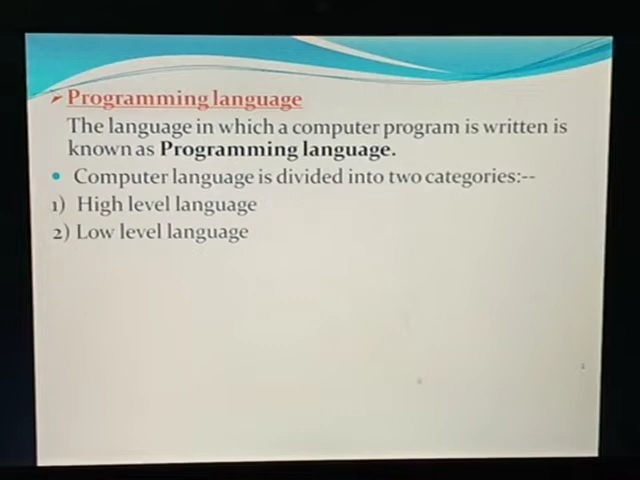 ➢ Programming language
The language in which a computer program is written is
known as Programming language.
• Computer language is divided into two categories:--
1) High level language
2) Low level language